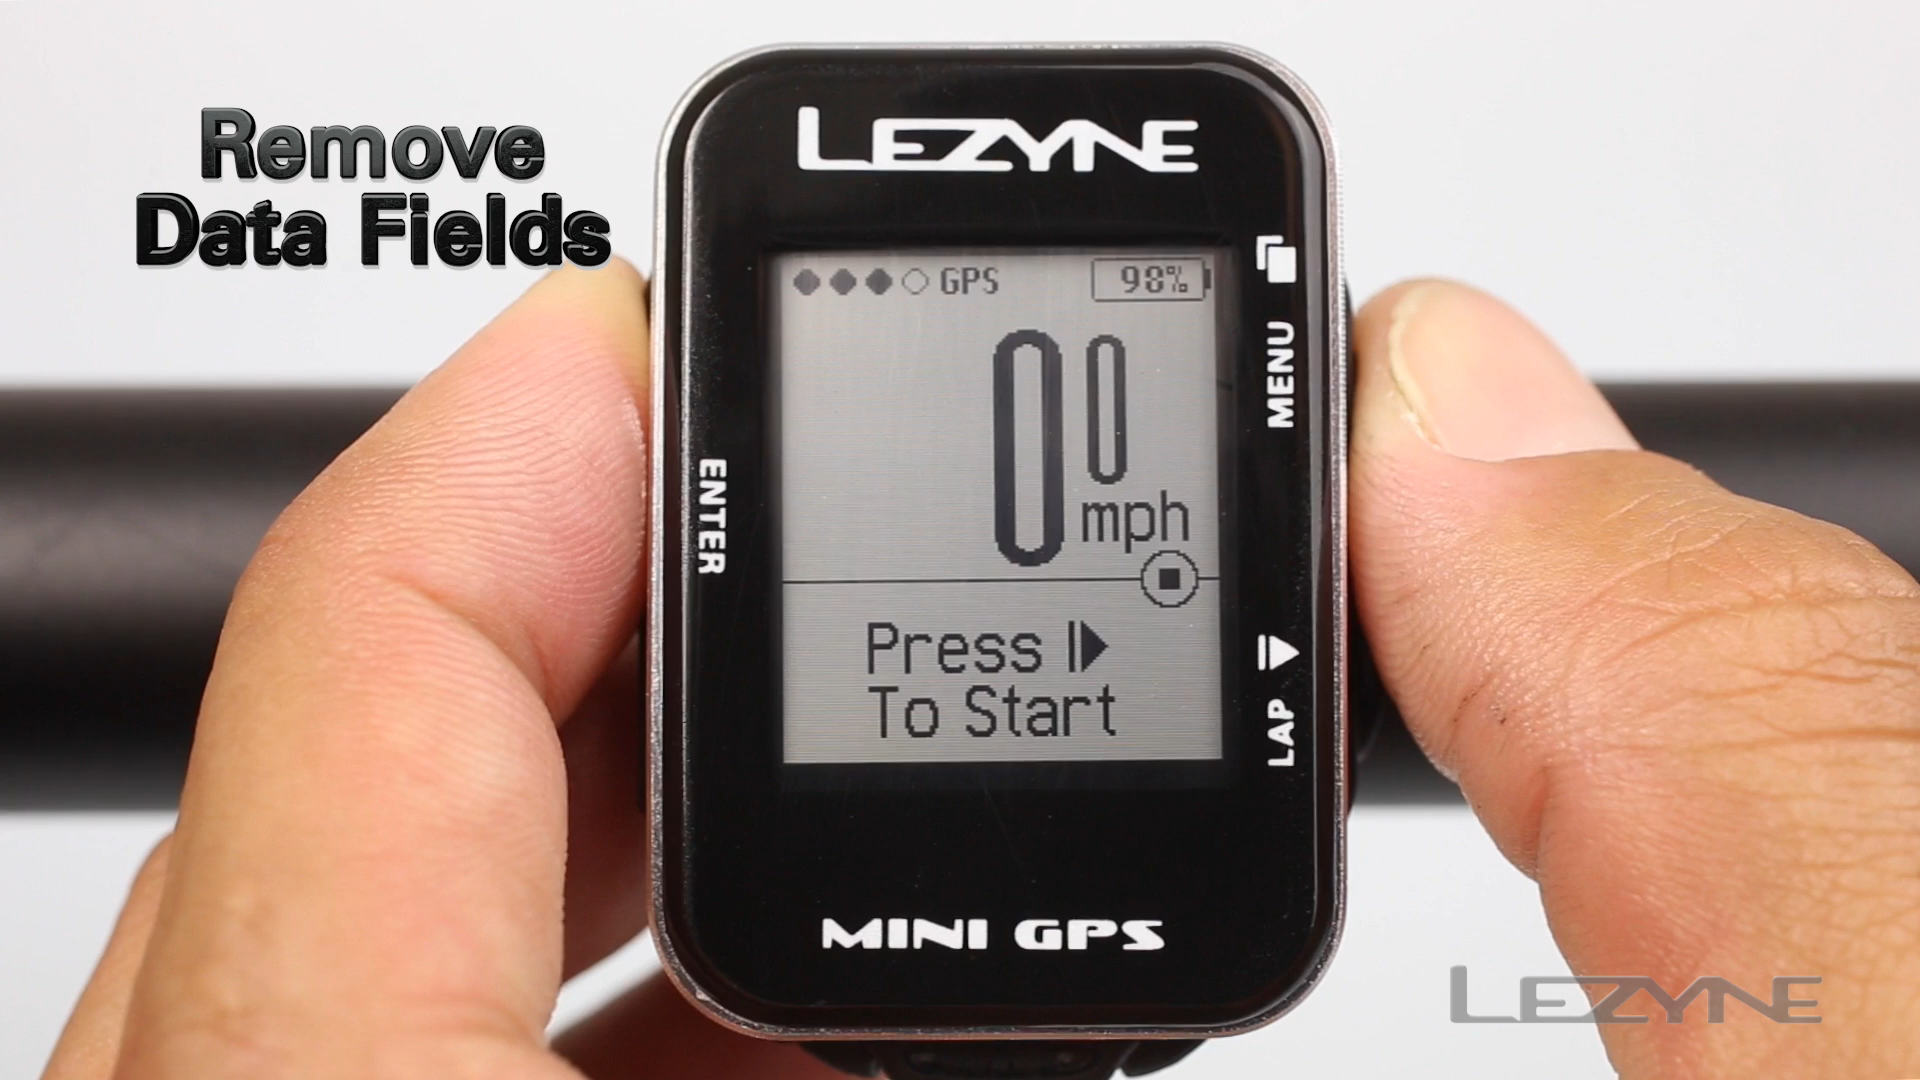 Remove
Data Fields
LEZYNE
GPS 98%
00
mph
Press
To Start
ENTER
MENU
LAP
MINI GPS
LEZYNE